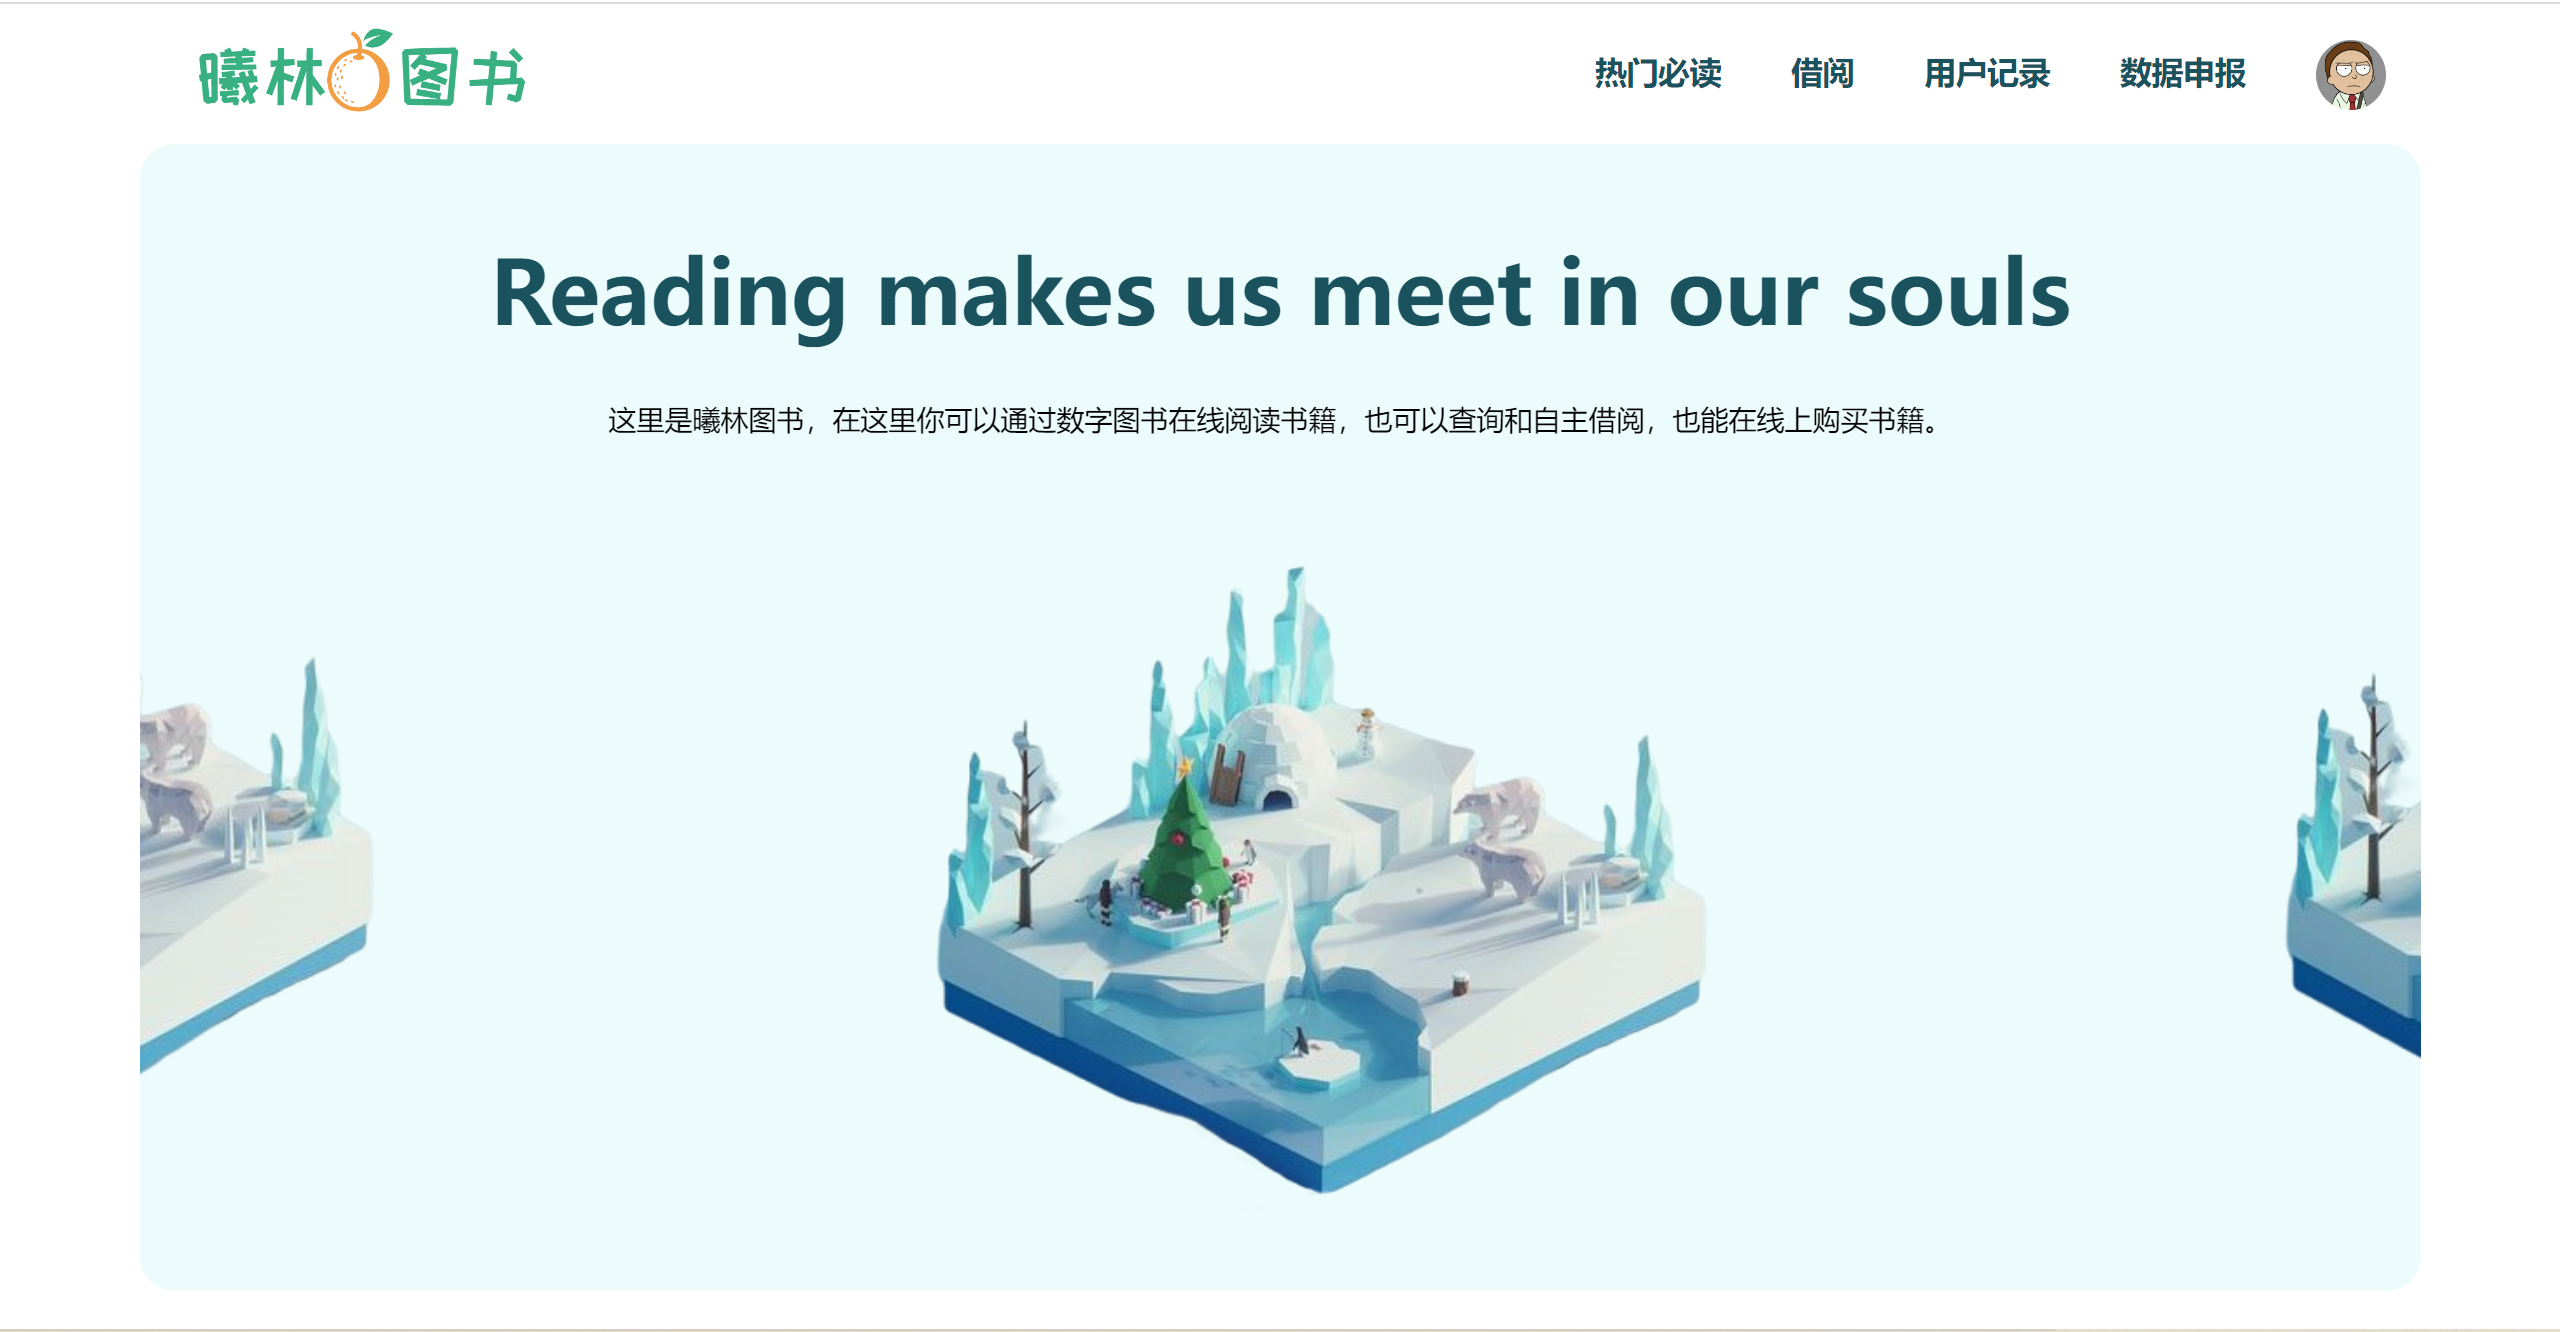 曦林图书
热门必读 借阅 用户记录 数据申报
Reading makes us meet in our souls
这里是曦林图书，在这里你可以通过数字图书在线阅读书籍，也可以查询和自主借阅，也能在线上购买书籍。